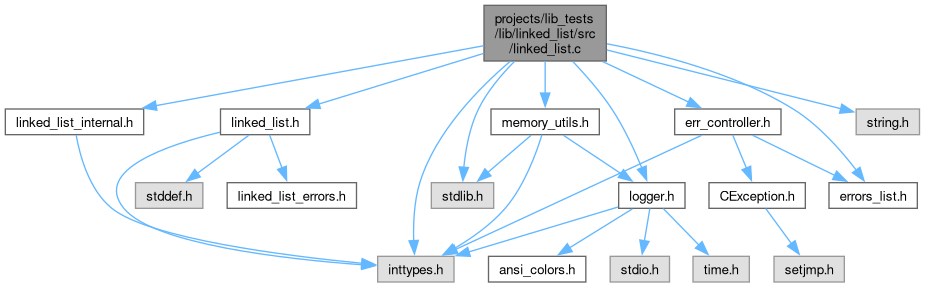 projects/lib_tests
/lib/linked_list/src
/linked_list.c
linked_list_internal.h
linked_list.h
memory_utils.h
err_controller.h
string.h
stddef.h
linked_list_errors.h
stdlib.h
logger.h
CException.h
errors_list.h
inttypes.h
ansi_colors.h
stdio.h
time.h
setjmp.h